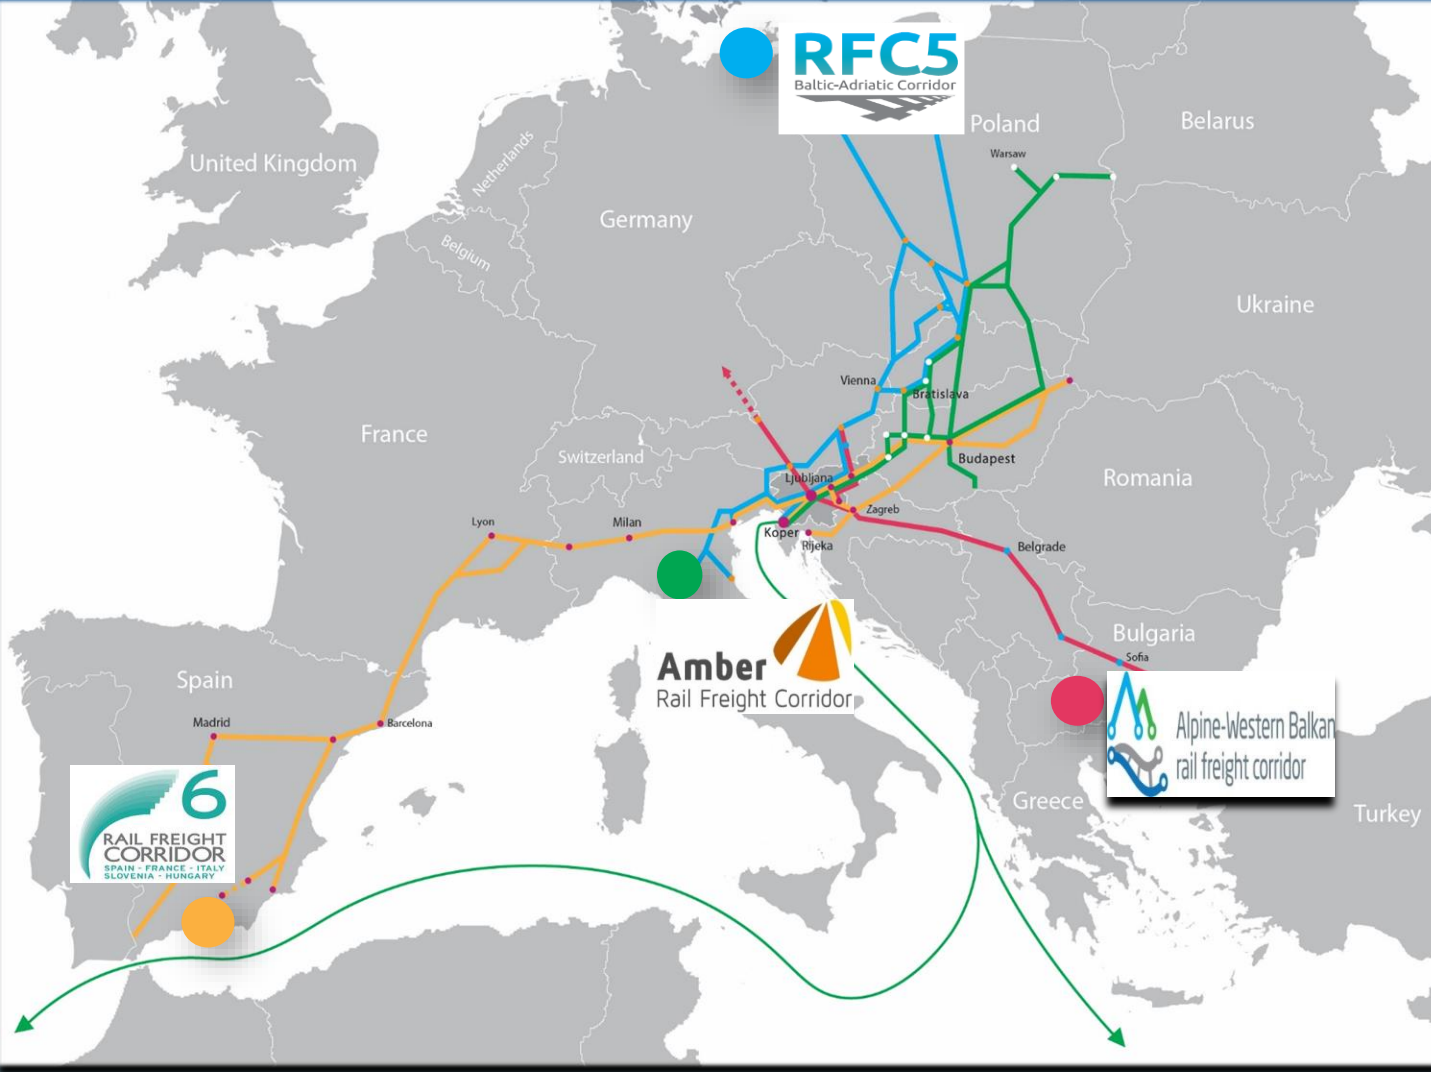 RFC5
Baltic-Adriatic Corridor
Poland
Belarus
Warsaw
United Kingdom
Netherlands
Germany
Belgium
Ukraine
Vienna
Bratislava
France
Switzerland
Budapest
Ljubljana
Romania
Lyon
Milan
Zagreb
Koper
Rijeka
Belgrade
Bulgaria
Sofia
Amber
Rail Freight Corridor
Spain
Madrid
Barcelona
Alpine-Western Balkan
rail freight corridor
6
RAIL FREIGHT
CORRIDOR
SPAIN - FRANCE - ITALY
SLOVENIA - HUNGARY
Greece
Turkey